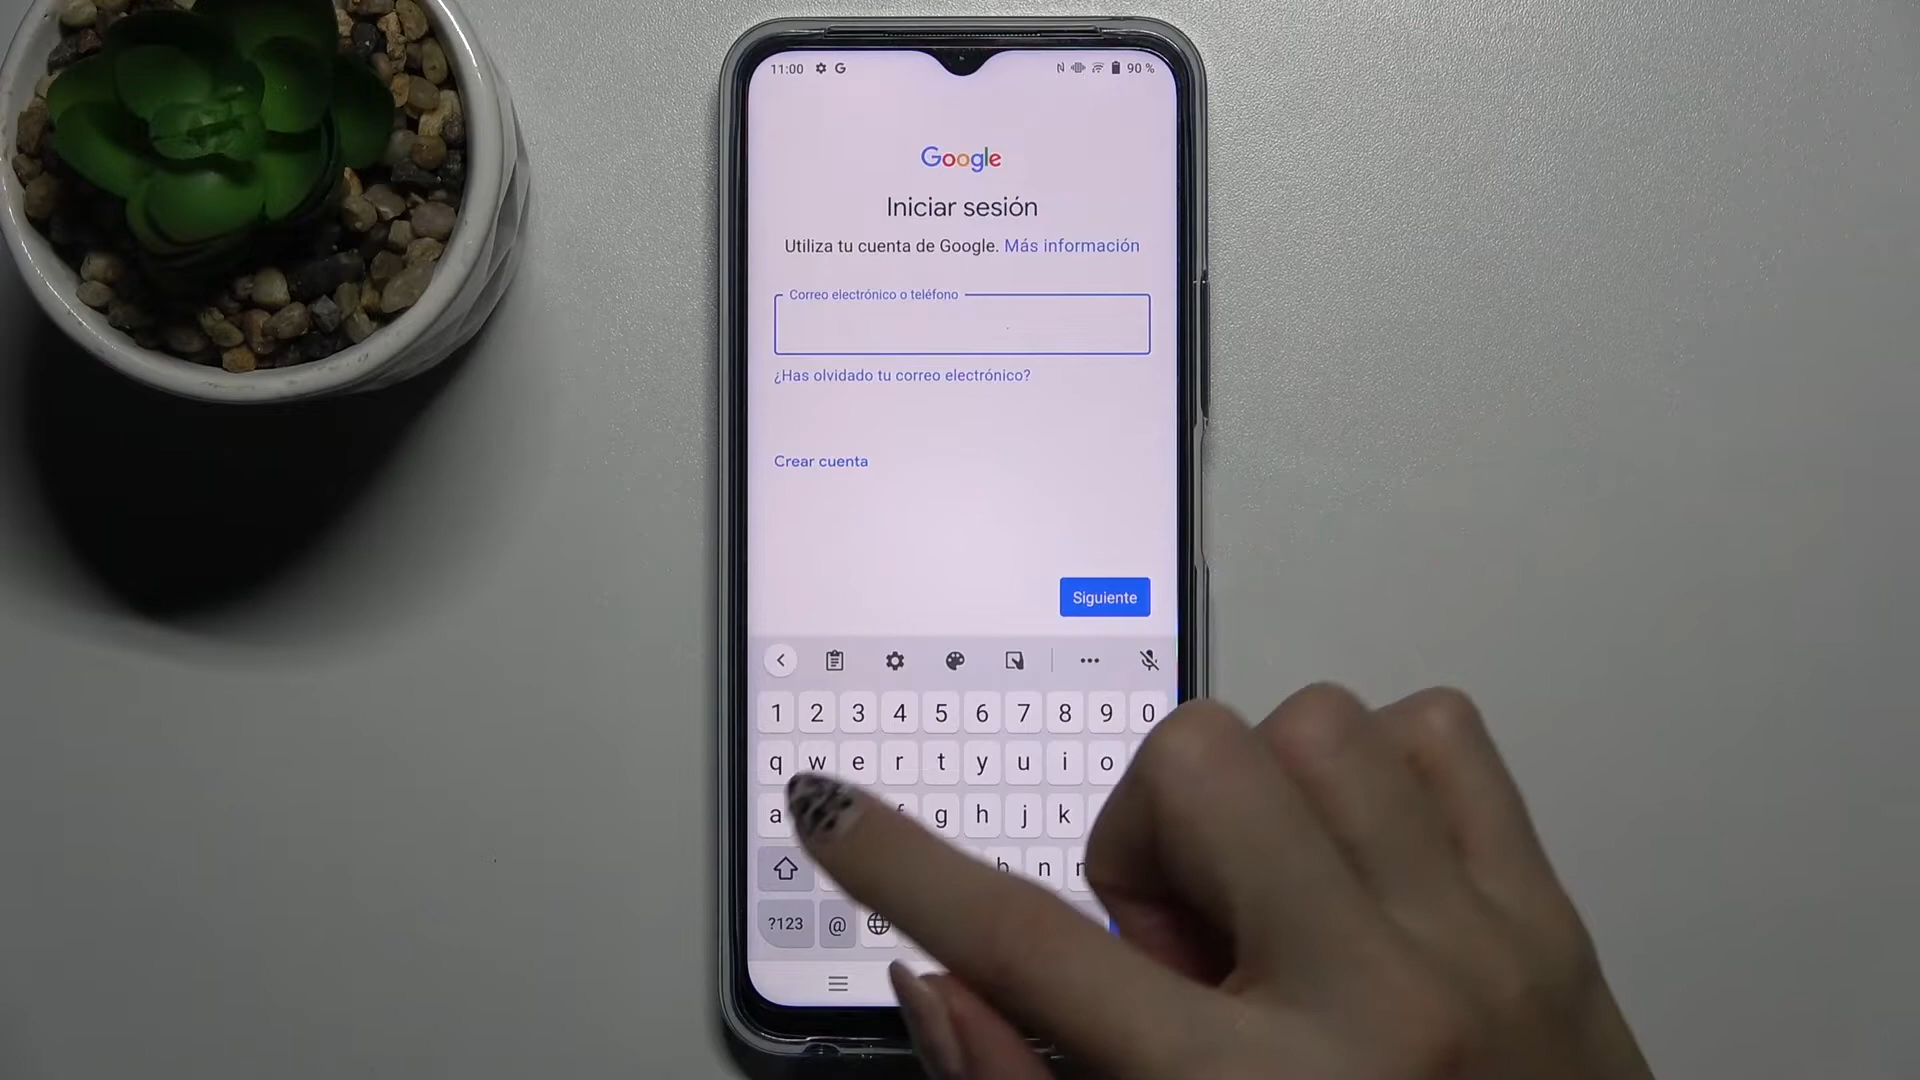 11:00 G N 90 %
Google
Iniciar sesión
Utiliza tu cuenta de Google. Más información
Correo electrónico o teléfono
¿Has olvidado tu correo electrónico?
Crear cuenta
Siguiente
1 2 3 4 5 6 7 8 9 0
q w e r t y u i o
a f g h j k
b n
?123 @